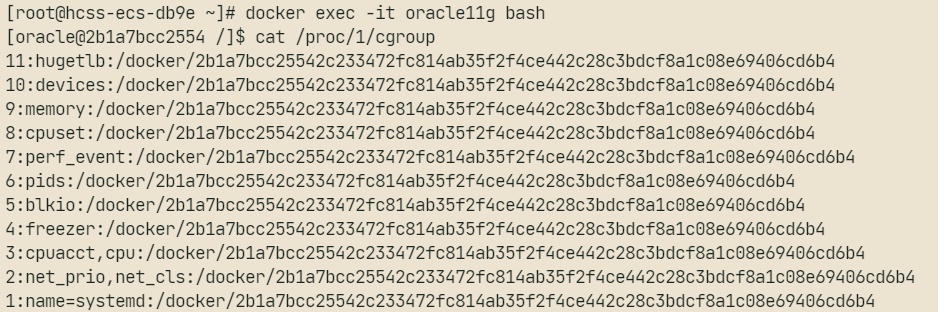 [root@hcss-ecs-db9e ~]# docker exec -it oracle11g bash
[oracle@2b1a7bcc2554 /]$ cat /proc/1/cgroup
11:hugetlb:/docker/2b1a7bcc25542c233472fc814ab35f2f4ce442c28c3bdcf8a1c08e69406cd6b4
10:devices:/docker/2b1a7bcc25542c233472fc814ab35f2f4ce442c28c3bdcf8a1c08e69406cd6b4
9:memory:/docker/2b1a7bcc25542c233472fc814ab35f2f4ce442c28c3bdcf8a1c08e69406cd6b4
8:cpuset:/docker/2b1a7bcc25542c233472fc814ab35f2f4ce442c28c3bdcf8a1c08e69406cd6b4
7:perf_event:/docker/2b1a7bcc25542c233472fc814ab35f2f4ce442c28c3bdcf8a1c08e69406cd6b4
6:pids:/docker/2b1a7bcc25542c233472fc814ab35f2f4ce442c28c3bdcf8a1c08e69406cd6b4
5:blkio:/docker/2b1a7bcc25542c233472fc814ab35f2f4ce442c28c3bdcf8a1c08e69406cd6b4
4:freezer:/docker/2b1a7bcc25542c233472fc814ab35f2f4ce442c28c3bdcf8a1c08e69406cd6b4
3:cpuacct,cpu:/docker/2b1a7bcc25542c233472fc814ab35f2f4ce442c28c3bdcf8a1c08e69406cd6b4
2:net_prio,net_cls:/docker/2b1a7bcc25542c233472fc814ab35f2f4ce442c28c3bdcf8a1c08e69406cd6b4
1:name=systemd:/docker/2b1a7bcc25542c233472fc814ab35f2f4ce442c28c3bdcf8a1c08e69406cd6b4